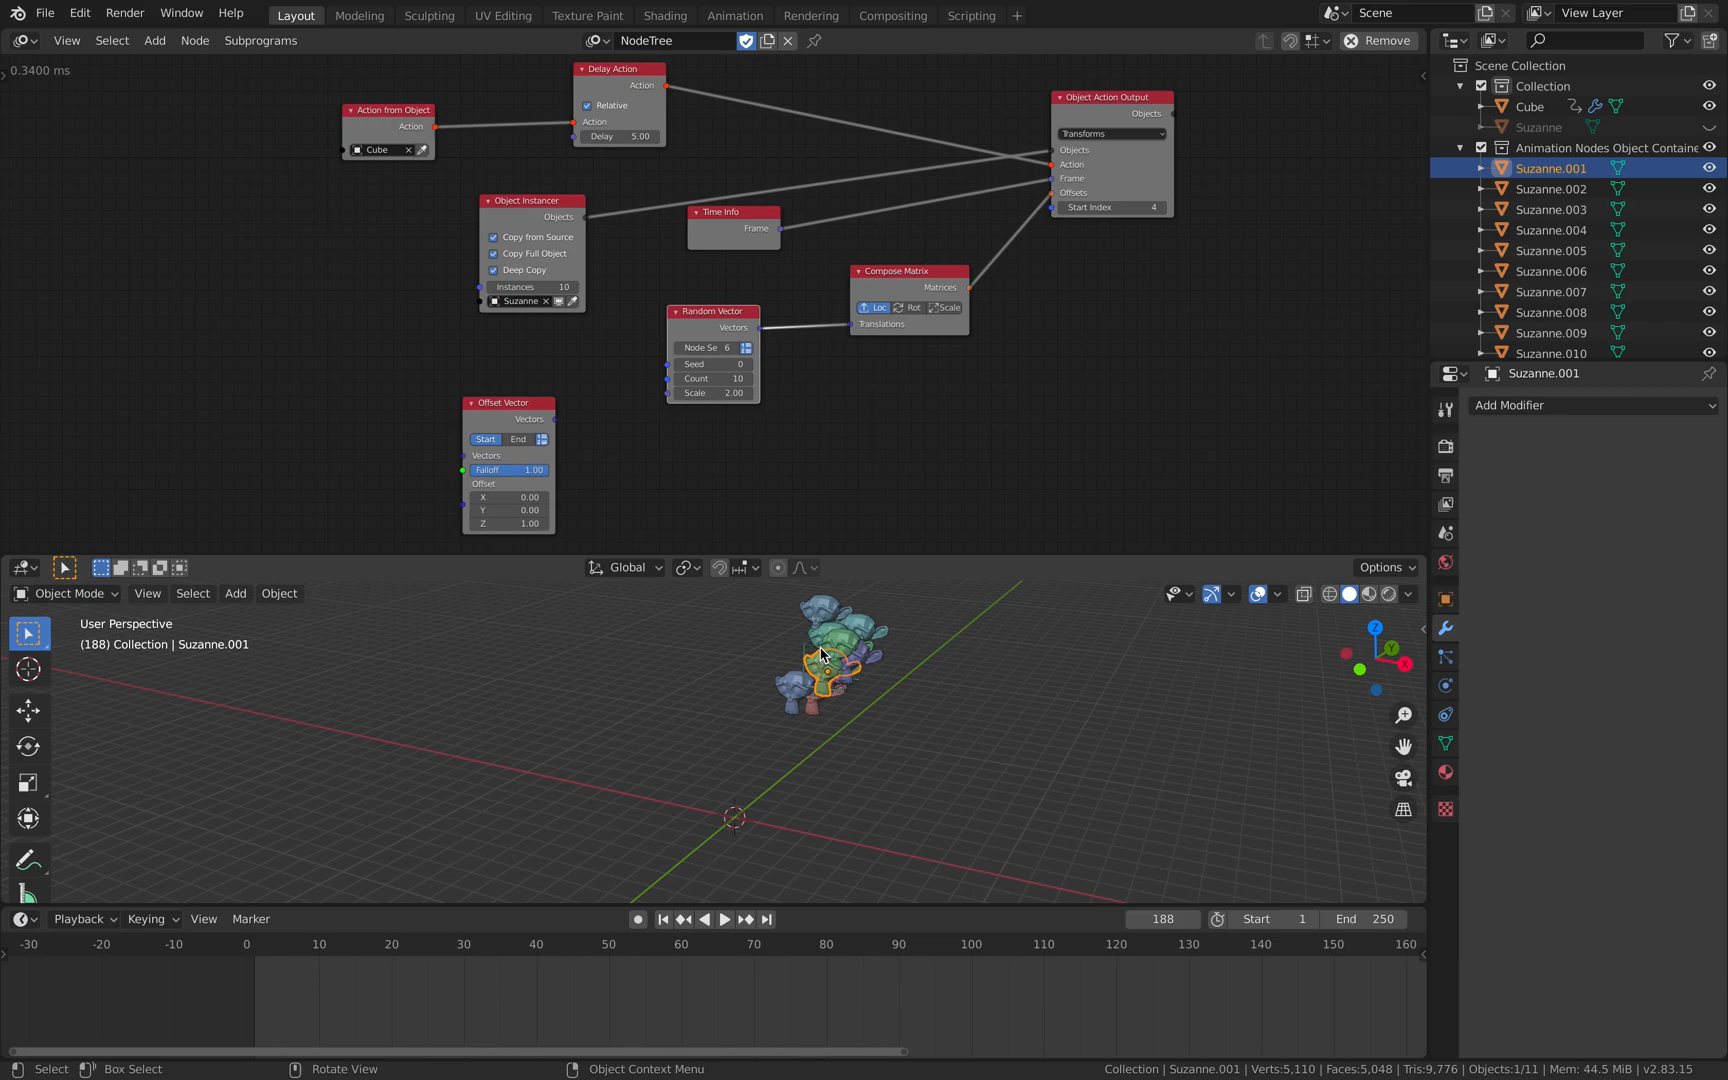 File Edit Render Window Help Layout Modeling Sculpting UV Editing Texture Paint Shading Animation Rendering Compositing Scripting + Scene View Layer
View Select Add Node Subprograms NodeTree Remove
0.3400 ms
Action from Object
Action
Cube
Delay Action
Action
Relative
Action
Delay 5.00
Object Action Output
Objects
Transforms
Objects
Action
Frame
Offsets
Start Index 4
Object Instancer
Objects
Copy from Source
Copy Full Object
Deep Copy
Instances 10
Suzanne
Time Info
Frame
Compose Matrix
Matrices
Loc Rot Scale
Translations
Random Vector
Vectors
Node Se 6
Seed 0
Count 10
Scale 2.00
Offset Vector
Vectors
Start End
Vectors
Falloff 1.00
Offset
X 0.00
Y 0.00
Z 1.00
Scene Collection
Collection
Cube
Suzanne
Animation Nodes Object Containe
Suzanne.001
Suzanne.002
Suzanne.003
Suzanne.004
Suzanne.005
Suzanne.006
Suzanne.007
Suzanne.008
Suzanne.009
Suzanne.010
Suzanne.001
Add Modifier
Global Options
Object Mode View Select Add Object
User Perspective
(188) Collection | Suzanne.001
Z
Y
X
Playback Keying View Marker 188 Start 1 End 250
-30 -20 -10 0 10 20 30 40 50 60 70 80 90 100 110 120 130 140 150 160
Select Box Select Rotate View Object Context Menu Collection | Suzanne.001 | Verts:5,110 | Faces:5,048 | Tris:9,776 | Objects:1/11 | Mem: 44.5 MiB | v2.83.15